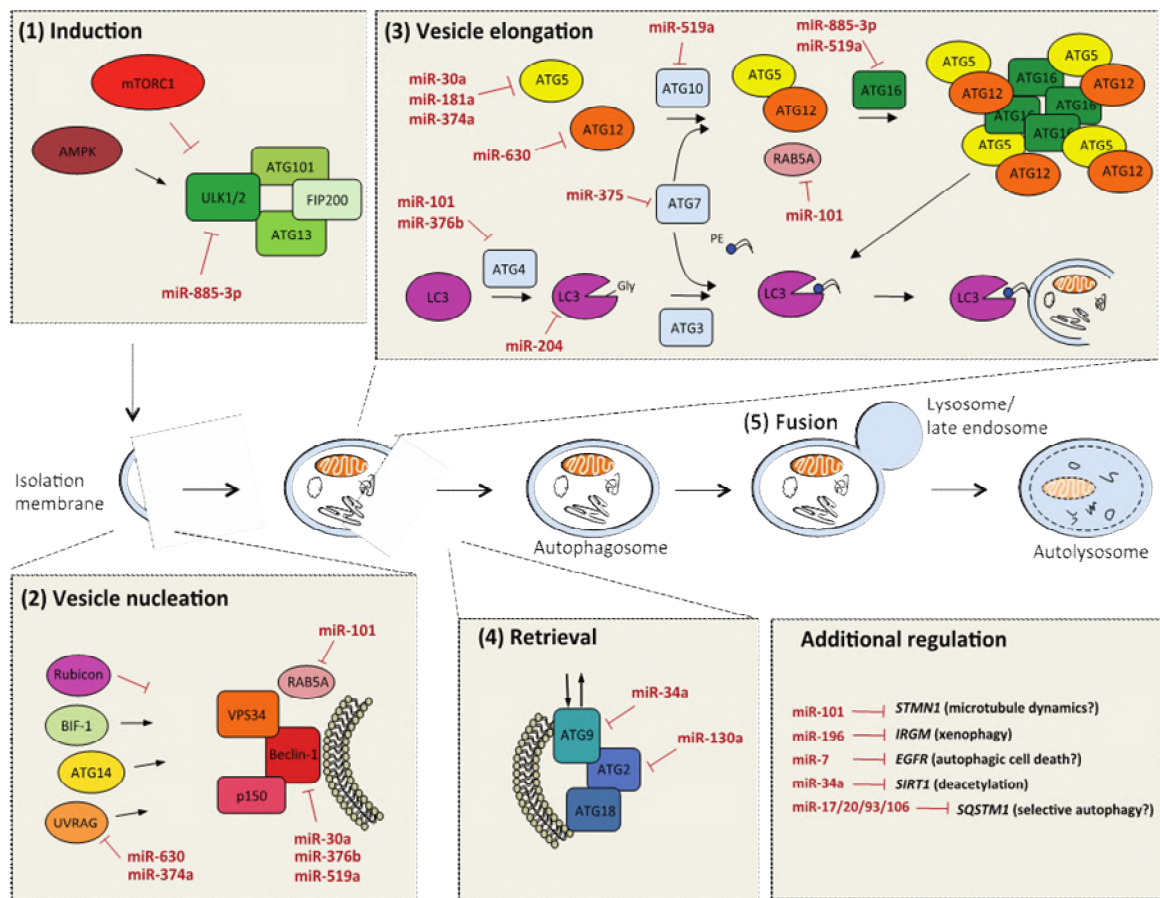 (1) Induction
mTORC1
AMPK
ATG101
ULK1/2
FIP200
ATG13
miR-885-3p
(3) Vesicle elongation
miR-519a
miR-885-3p
miR-519a
miR-30a
miR-181a
miR-374a
ATG5
ATG10
ATG5
ATG12
ATG16
ATG12
miR-630
RAB5A
miR-101
ATG5
ATG5
ATG16
ATG12
ATG12
ATG16
ATG16
ATG16
ATG5
ATG5
ATG12
ATG12
miR-375
ATG7
miR-101
miR-376b
ATG4
PE
LC3
LC3
Gly
LC3
LC3
ATG3
miR-204
Isolation
membrane
Autophagosome
(5) Fusion
Lysosome/
late endosome
Autolysosome
(2) Vesicle nucleation
miR-101
Rubicon
RAB5A
BIF-1
VPS34
Beclin-1
ATG14
p150
UVRAG
miR-630
miR-374a
miR-30a
miR-376b
miR-519a
(4) Retrieval
miR-34a
ATG9
miR-130a
ATG2
ATG18
Additional regulation
miR-101 STMN1 (microtubule dynamics?)
miR-196 IRGM (xenophagy)
miR-7 EGFR (autophagic cell death?)
miR-34a SIRT1 (deacetylation)
miR-17/20/93/106 SQSTM1 (selective autophagy?)